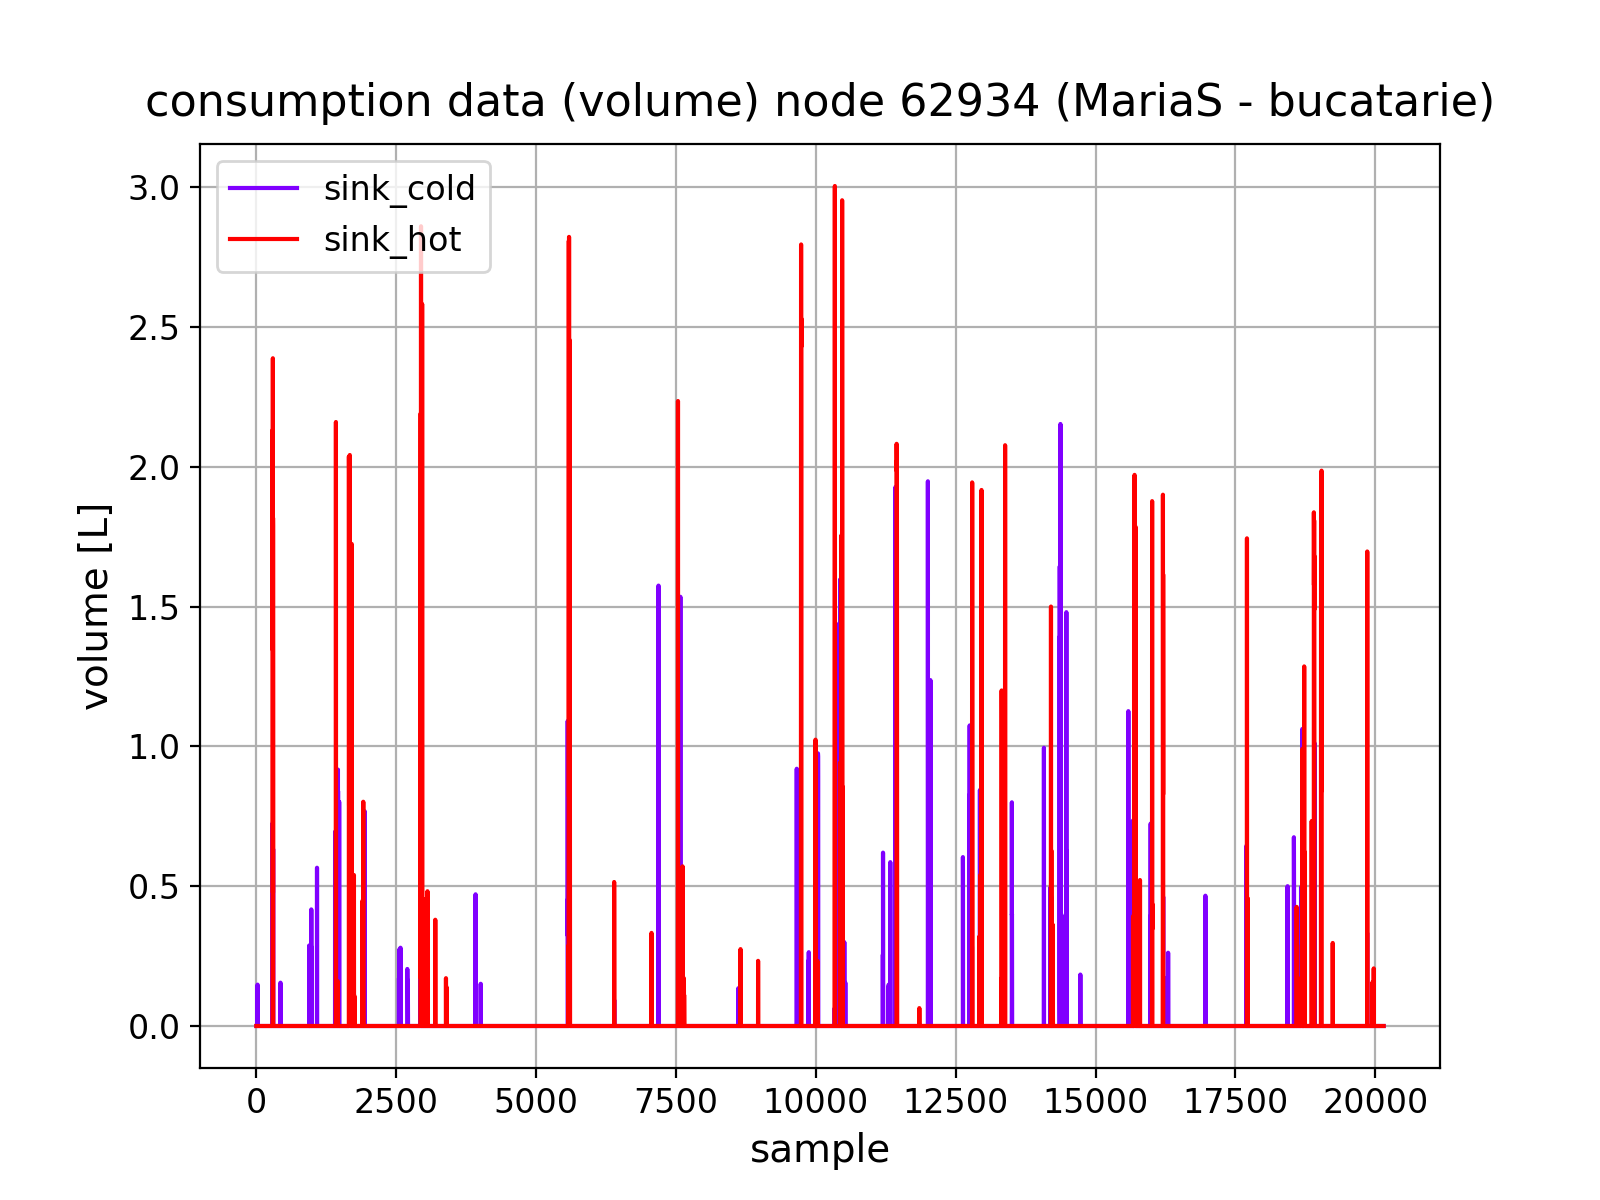 consumption data (volume) node 62934 (MariaS - bucatarie)
sink_cold
sink_hot
volume [L]
3.0
2.5
2.0
1.5
1.0
0.5
0.0
0 2500 5000 7500 10000 12500 15000 17500 20000
sample